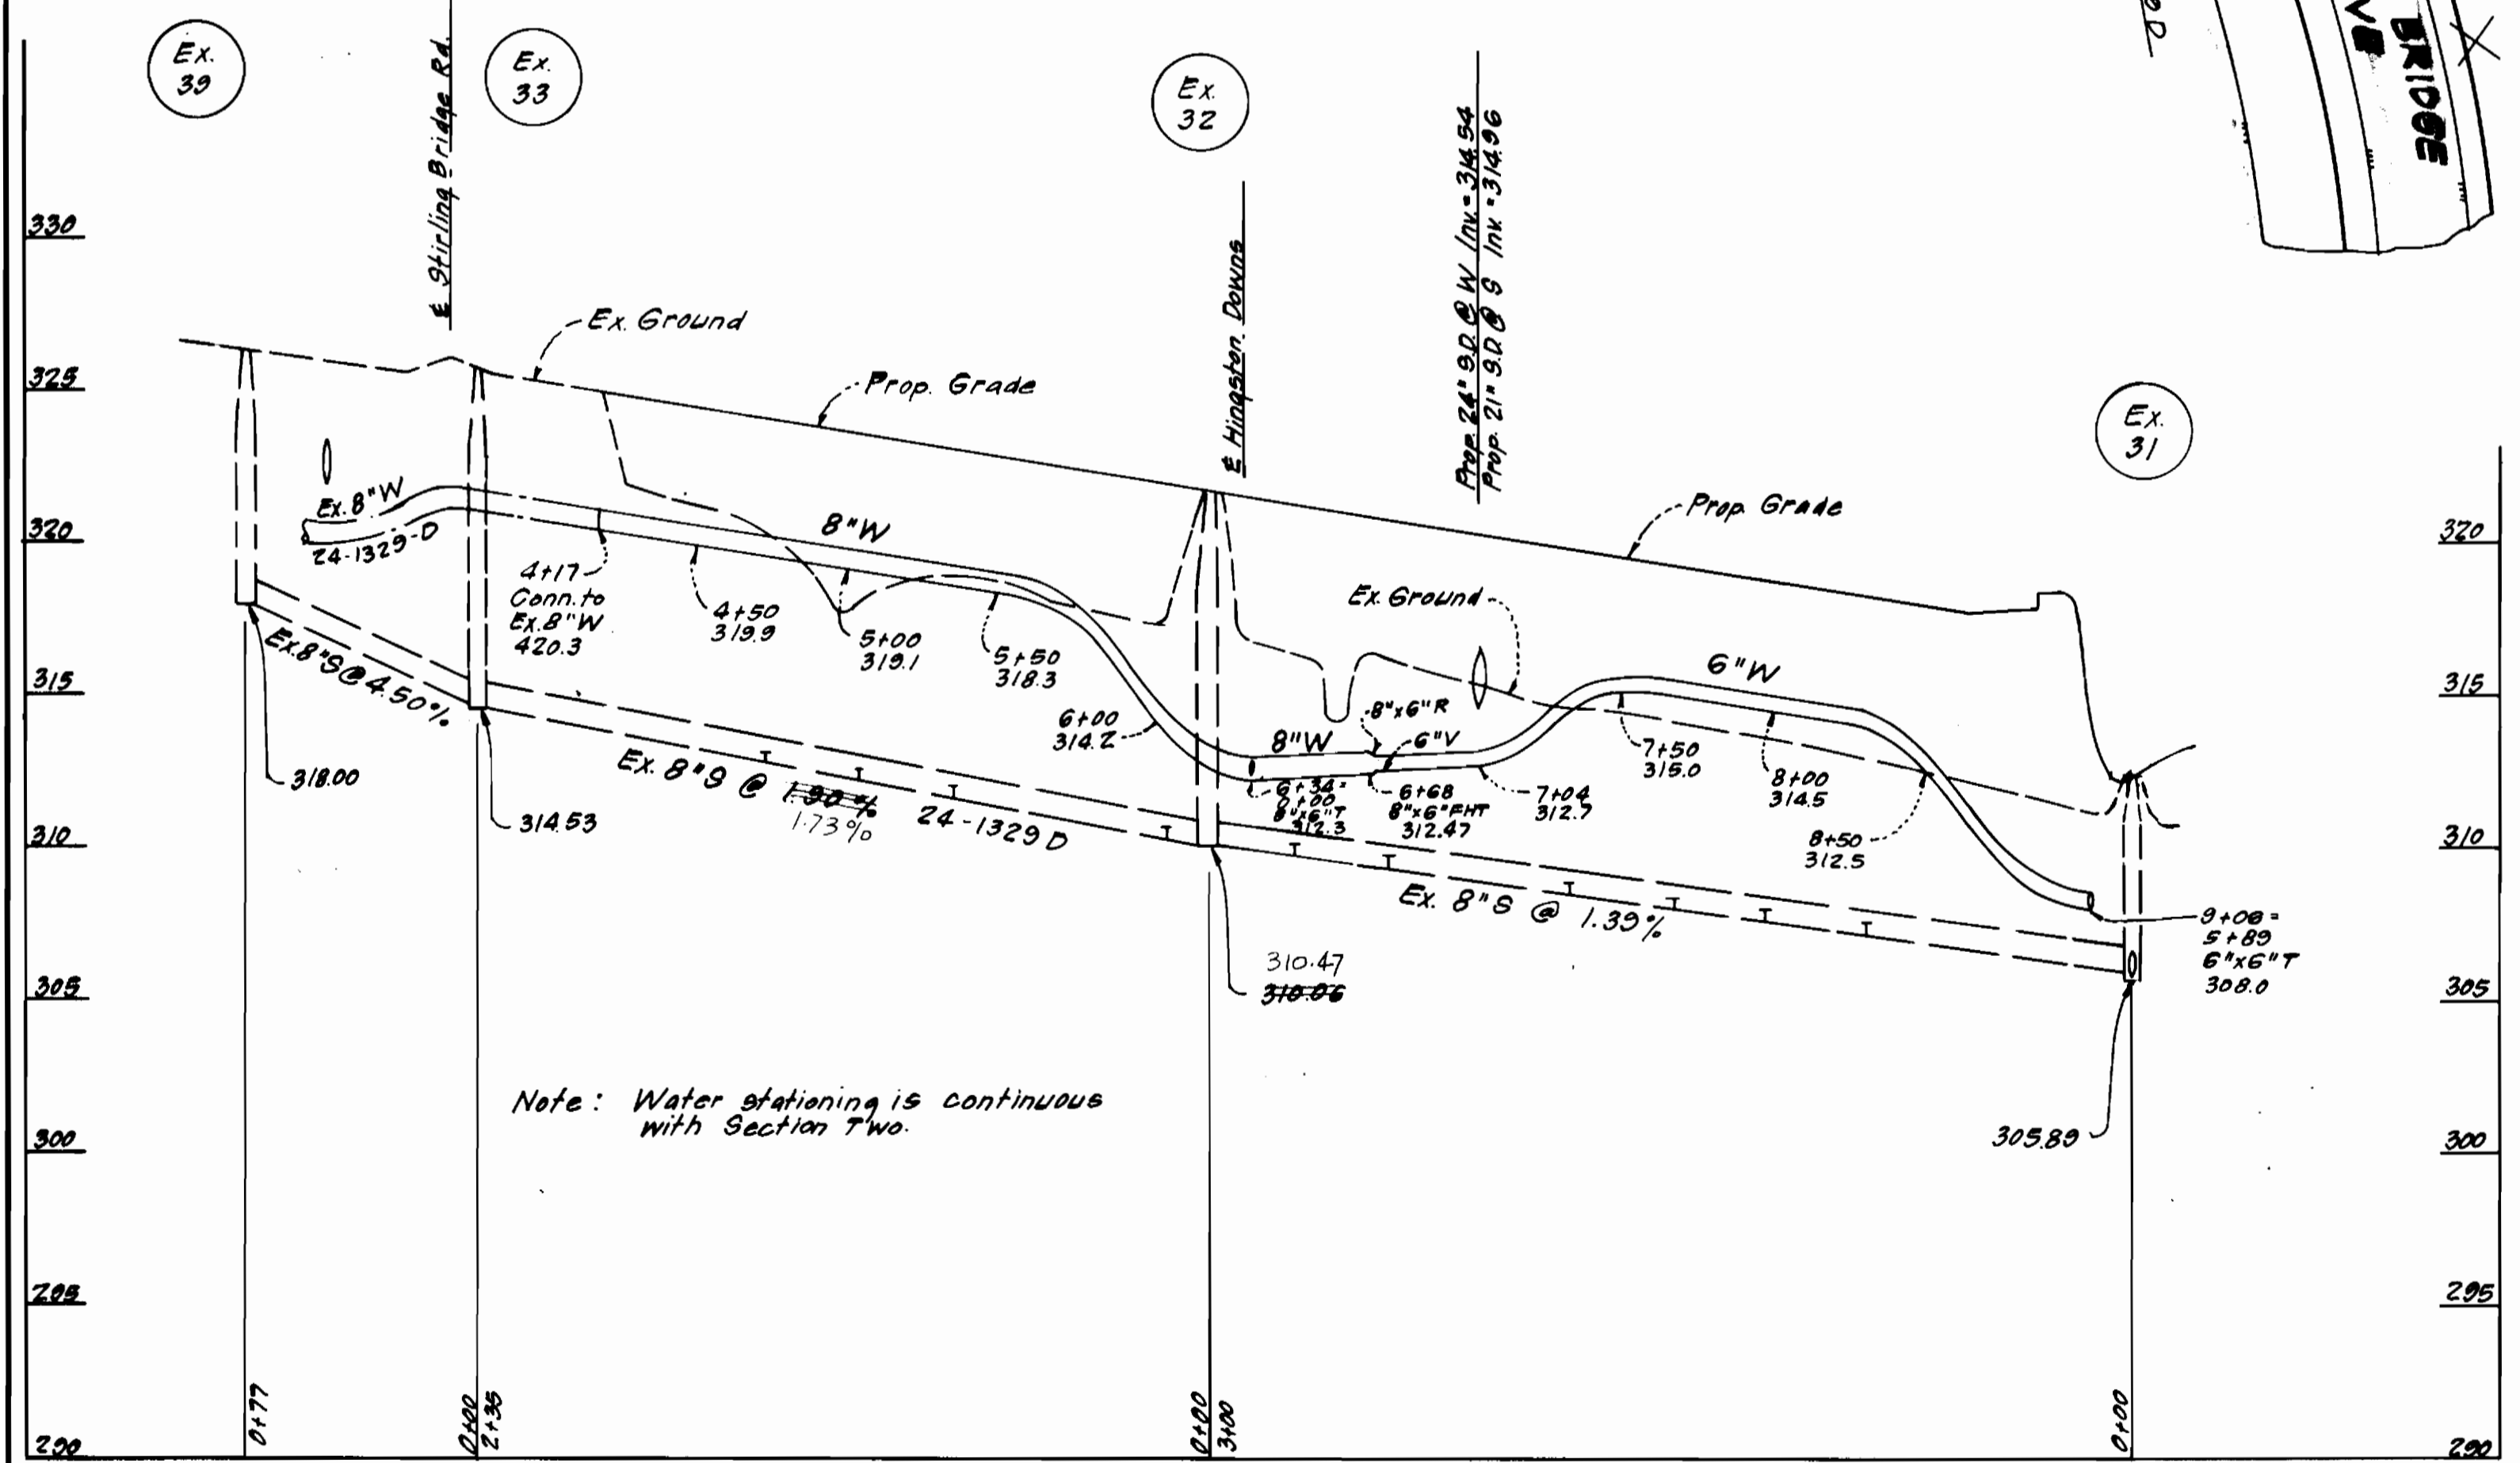 Ex.
39
Ex.
33
Ex.
32
Ex.
31
BRIDGE
℄ Stirling Bridge Rd.
℄ Hingston Downs
Prop. 24" S.D. @ W Inv.= 314.54
Prop. 21" S.D. @ S Inv.=314.96
330
325
320
315
310
305
300
295
290
320
315
310
305
300
295
290
Ex. Ground
Prop. Grade
Prop. Grade
Ex. Ground
Ex. 8"W
24-1329-D
8"W
4+17
Conn. to
Ex. 8"W
420.3
4+50
319.9
5+00
319.1
5+50
318.3
6+00
314.2
8"W
8"x6"R
6"V
6+34=
0+00
8"x6"T
312.3
6+68
8"x6"FHT
312.47
7+04
312.7
6"W
7+50
315.0
8+00
314.5
8+50
312.5
9+08=
5+89
6"x6"T
308.0
Ex 8"S @ 4.50%
318.00
314.53
Ex. 8"S @ 1.90%
1.73%
24-1329 D
310.47
310.06
Ex. 8"S @ 1.39%
305.89
Note: Water stationing is continuous
with Section Two.
0+77
0+00
2+35
0+00
3+00
0+00